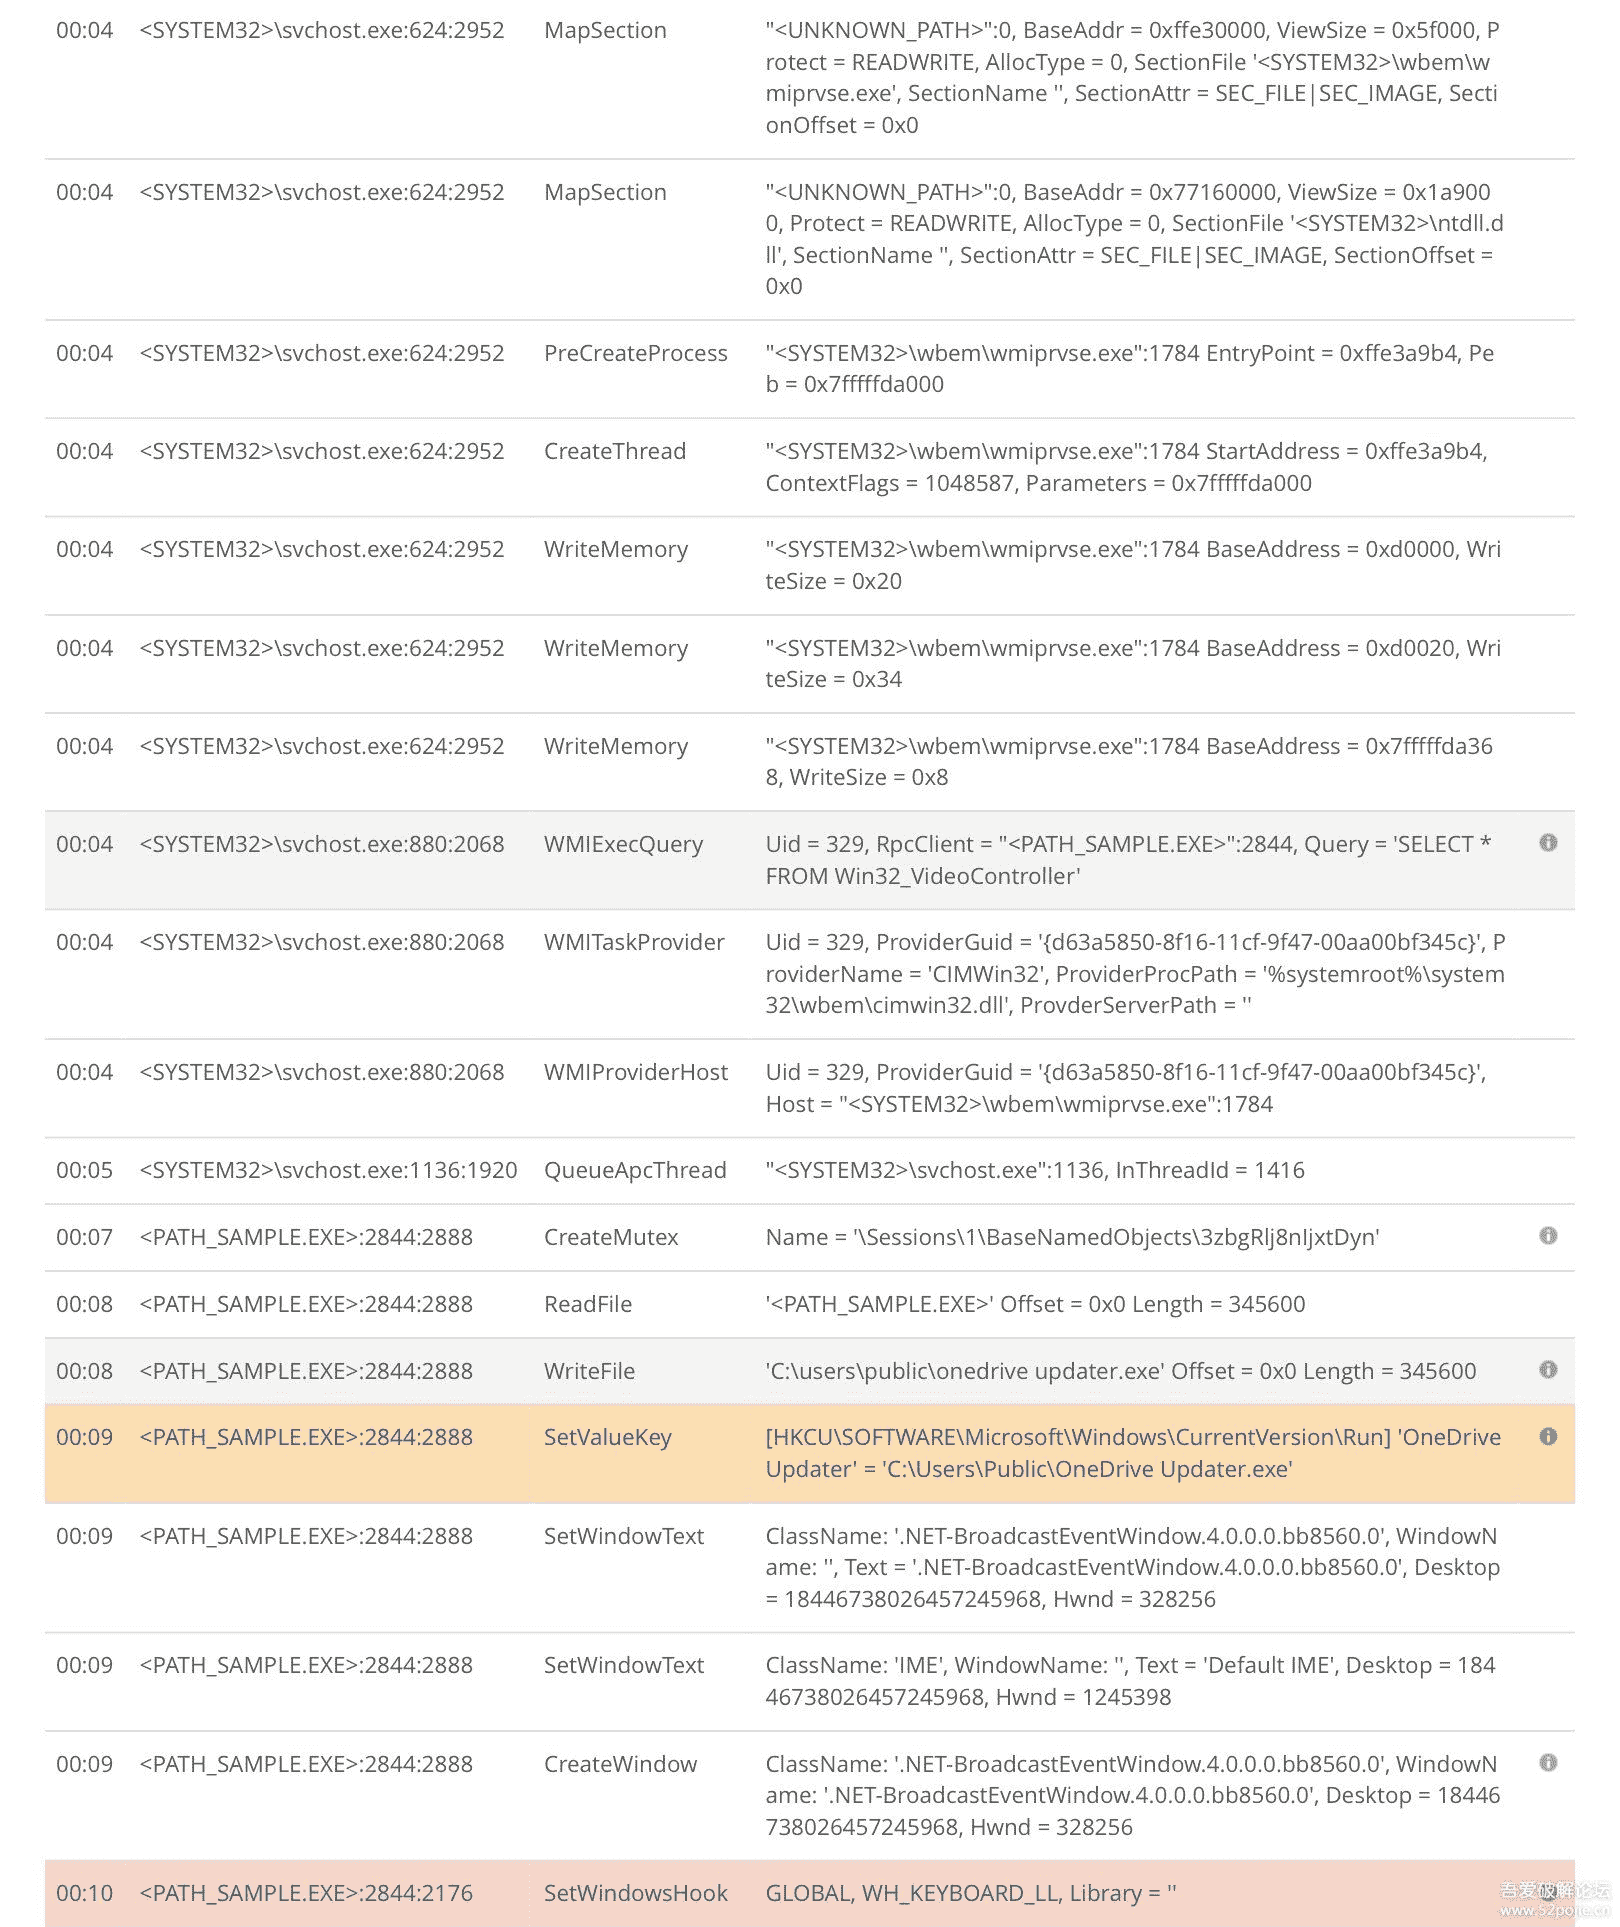 00:04 <SYSTEM32>\svchost.exe:624:2952 MapSection "<UNKNOWN_PATH>":0, BaseAddr = 0xffe30000, ViewSize = 0x5f000, P
rotect = READWRITE, AllocType = 0, SectionFile '<SYSTEM32>\wbem\w
miprvse.exe', SectionName '', SectionAttr = SEC_FILE|SEC_IMAGE, Secti
onOffset = 0x0
00:04 <SYSTEM32>\svchost.exe:624:2952 MapSection "<UNKNOWN_PATH>":0, BaseAddr = 0x77160000, ViewSize = 0x1a900
0, Protect = READWRITE, AllocType = 0, SectionFile '<SYSTEM32>\ntdll.d
ll', SectionName '', SectionAttr = SEC_FILE|SEC_IMAGE, SectionOffset =
0x0
00:04 <SYSTEM32>\svchost.exe:624:2952 PreCreateProcess "<SYSTEM32>\wbem\wmiprvse.exe":1784 EntryPoint = 0xffe3a9b4, Pe
b = 0x7fffffda000
00:04 <SYSTEM32>\svchost.exe:624:2952 CreateThread "<SYSTEM32>\wbem\wmiprvse.exe":1784 StartAddress = 0xffe3a9b4,
ContextFlags = 1048587, Parameters = 0x7fffffda000
00:04 <SYSTEM32>\svchost.exe:624:2952 WriteMemory "<SYSTEM32>\wbem\wmiprvse.exe":1784 BaseAddress = 0xd0000, Wri
teSize = 0x20
00:04 <SYSTEM32>\svchost.exe:624:2952 WriteMemory "<SYSTEM32>\wbem\wmiprvse.exe":1784 BaseAddress = 0xd0020, Wri
teSize = 0x34
00:04 <SYSTEM32>\svchost.exe:624:2952 WriteMemory "<SYSTEM32>\wbem\wmiprvse.exe":1784 BaseAddress = 0x7fffffda36
8, WriteSize = 0x8
00:04 <SYSTEM32>\svchost.exe:880:2068 WMIExecQuery Uid = 329, RpcClient = "<PATH_SAMPLE.EXE>":2844, Query = 'SELECT *
FROM Win32_VideoController'
00:04 <SYSTEM32>\svchost.exe:880:2068 WMITaskProvider Uid = 329, ProviderGuid = '{d63a5850-8f16-11cf-9f47-00aa00bf345c}', P
roviderName = 'CIMWin32', ProviderProcPath = '%systemroot%\system
32\wbem\cimwin32.dll', ProvderServerPath = ''
00:04 <SYSTEM32>\svchost.exe:880:2068 WMIProviderHost Uid = 329, ProviderGuid = '{d63a5850-8f16-11cf-9f47-00aa00bf345c}',
Host = "<SYSTEM32>\wbem\wmiprvse.exe":1784
00:05 <SYSTEM32>\svchost.exe:1136:1920 QueueApcThread "<SYSTEM32>\svchost.exe":1136, InThreadId = 1416
00:07 <PATH_SAMPLE.EXE>:2844:2888 CreateMutex Name = '\Sessions\1\BaseNamedObjects\3zbgRlj8nIjxtDyn'
00:08 <PATH_SAMPLE.EXE>:2844:2888 ReadFile '<PATH_SAMPLE.EXE>' Offset = 0x0 Length = 345600
00:08 <PATH_SAMPLE.EXE>:2844:2888 WriteFile 'C:\users\public\onedrive updater.exe' Offset = 0x0 Length = 345600
00:09 <PATH_SAMPLE.EXE>:2844:2888 SetValueKey [HKCU\SOFTWARE\Microsoft\Windows\CurrentVersion\Run] 'OneDrive
Updater' = 'C:\Users\Public\OneDrive Updater.exe'
00:09 <PATH_SAMPLE.EXE>:2844:2888 SetWindowText ClassName: '.NET-BroadcastEventWindow.4.0.0.0.bb8560.0', WindowN
ame: '', Text = '.NET-BroadcastEventWindow.4.0.0.0.bb8560.0', Desktop
= 18446738026457245968, Hwnd = 328256
00:09 <PATH_SAMPLE.EXE>:2844:2888 SetWindowText ClassName: 'IME', WindowName: '', Text = 'Default IME', Desktop = 184
46738026457245968, Hwnd = 1245398
00:09 <PATH_SAMPLE.EXE>:2844:2888 CreateWindow ClassName: '.NET-BroadcastEventWindow.4.0.0.0.bb8560.0', WindowN
ame: '.NET-BroadcastEventWindow.4.0.0.0.bb8560.0', Desktop = 18446
738026457245968, Hwnd = 328256
00:10 <PATH_SAMPLE.EXE>:2844:2176 SetWindowsHook GLOBAL, WH_KEYBOARD_LL, Library = ''
吾爱破解论坛
www.52pojie.cn